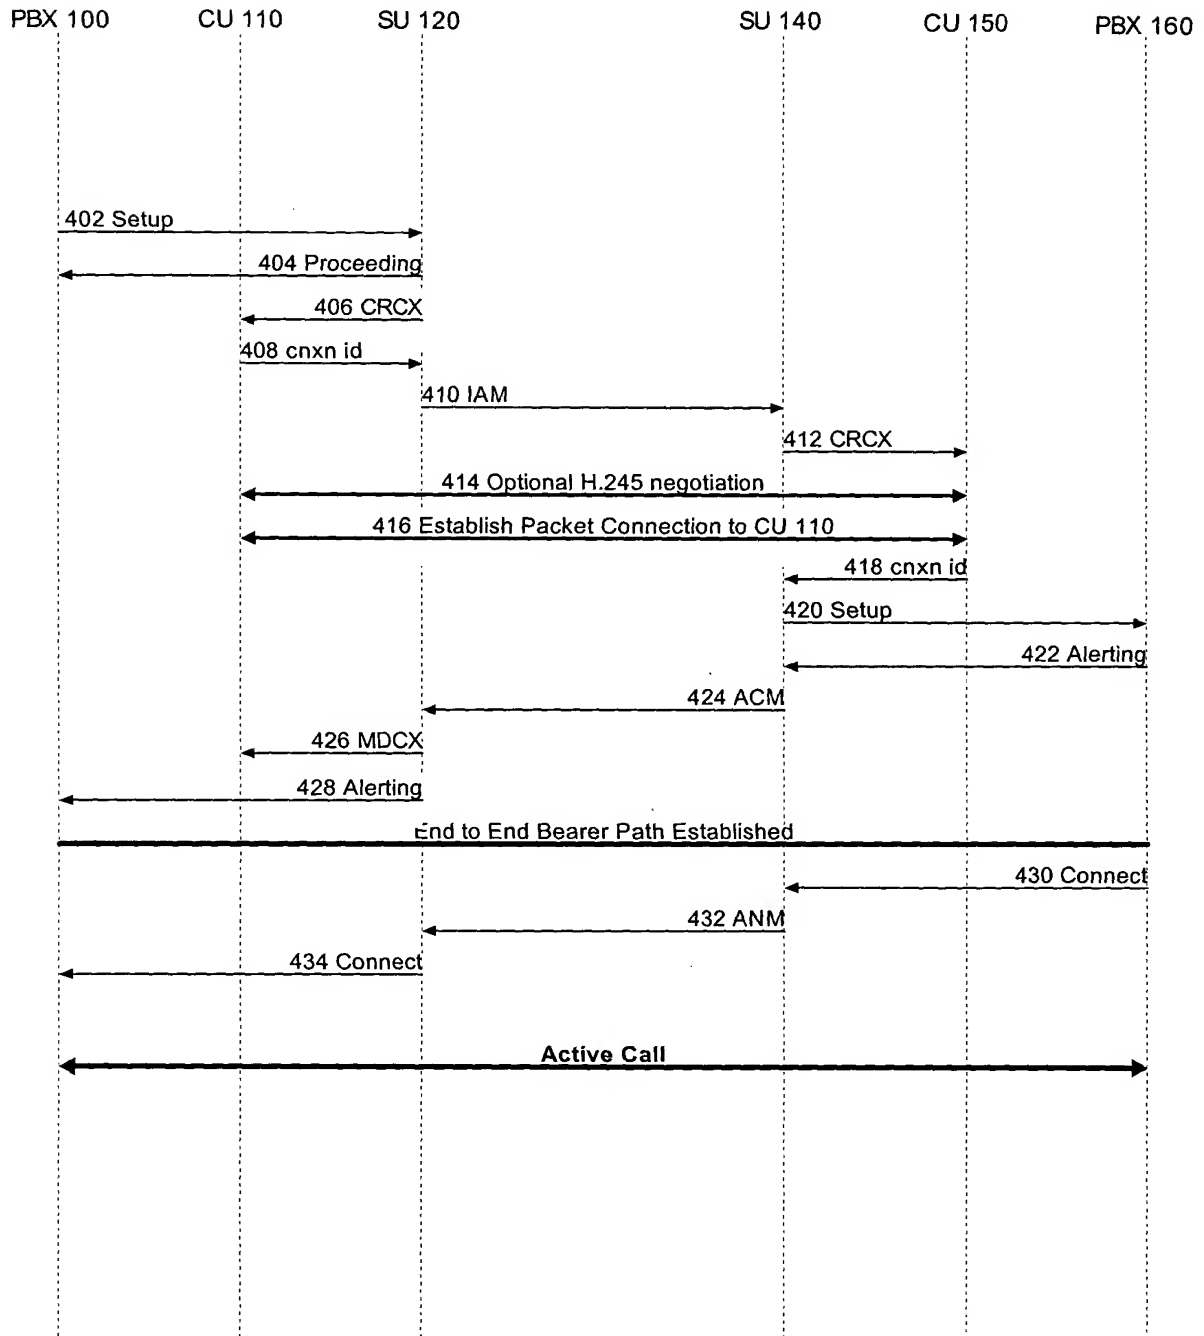 PBX 100
CU 110
SU 120
SU 140
CU 150
PBX 160
402 Setup
404 Proceeding
406 CRCX
408 cnxn id
410 IAM
412 CRCX
414 Optional H.245 negotiation
416 Establish Packet Connection to CU 110
418 cnxn id
420 Setup
422 Alerting
424 ACM
426 MDCX
428 Alerting
End to End Bearer Path Established
430 Connect
432 ANM
434 Connect
Active Call